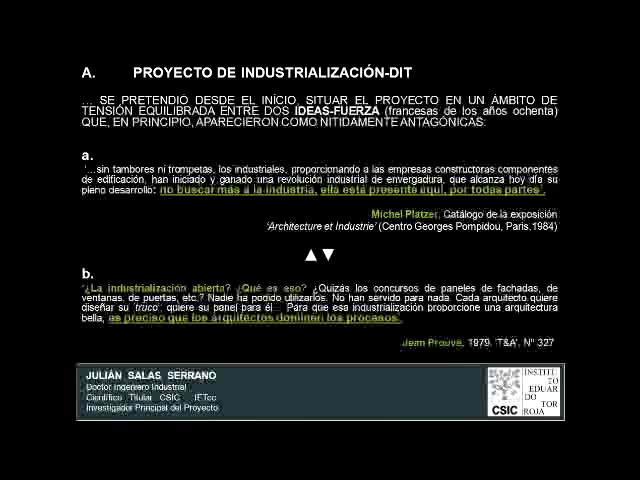 A. PROYECTO DE INDUSTRIALIZACIÓN-DIT
... SE PRETENDIÓ DESDE EL INÍCIO, SITUAR EL PROYECTO EN UN ÁMBITO DE
TENSIÓN EQUILIBRADA ENTRE DOS IDEAS-FUERZA (francesas de los años ochenta)
QUE, EN PRINCIPIO, APARECIERON COMO NITIDAMENTE ANTAGÓNICAS:
a.
'...sin tambores ni trompetas, los industriales, proporcionando a las empresas constructoras componentes
de edificación, han iniciado y ganado una revolución industrial de envergadura, que alcanza hoy día su
pleno desarrollo: no buscar más a la industria, ella está presente aquí, por todas partes'.
Michel Platzer, Catálogo de la exposición
'Architecture et Industrie' (Centro Georges Pompidou, Paris,1984)
▲▼
b.
'¿La industrialización abierta? ¿Qué es eso? ¿Quizás los concursos de paneles de fachadas, de
ventanas, de puertas, etc.? Nadie ha podido utilizarlos. No han servido para nada. Cada arquitecto quiere
diseñar su 'truco', quiere su panel para él... Para que esa industrialización proporcione una arquitectura
bella, es preciso que los arquitectos dominen los procesos.'
Jean Prouvé, 1979, 'T&A', Nº 327
JULIÁN SALAS SERRANO
Doctor Ingeniero Industrial
Científico Titular CSIC IETcc
Investigador Principal del Proyecto
CSIC
INSTITU
TO
EDUAR
DO
TOR
ROJA